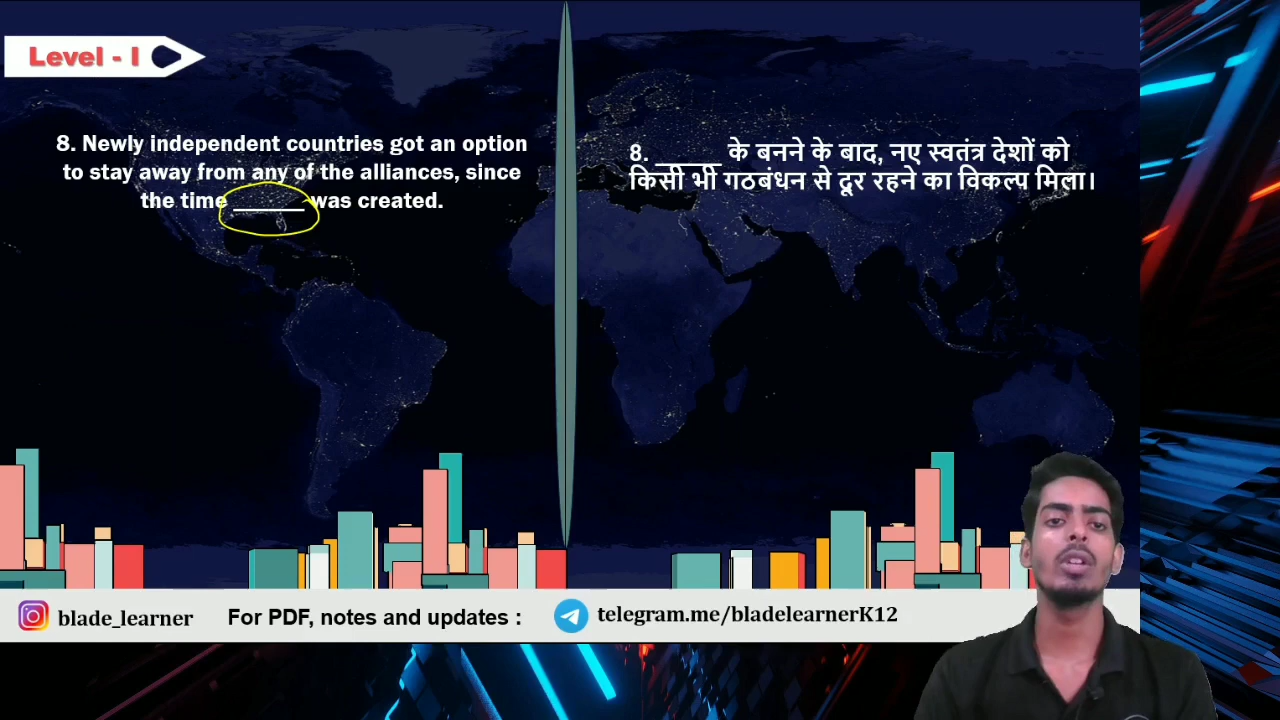 Level - I
8. Newly independent countries got an option
to stay away from any of the alliances, since
the time ______ was created.
8. _____ के बनने के बाद, नए स्वतंत्र देशों को
किसी भी गठबंधन से दूर रहने का विकल्प मिला।
blade_learner
For PDF, notes and updates :
telegram.me/bladelearnerK12